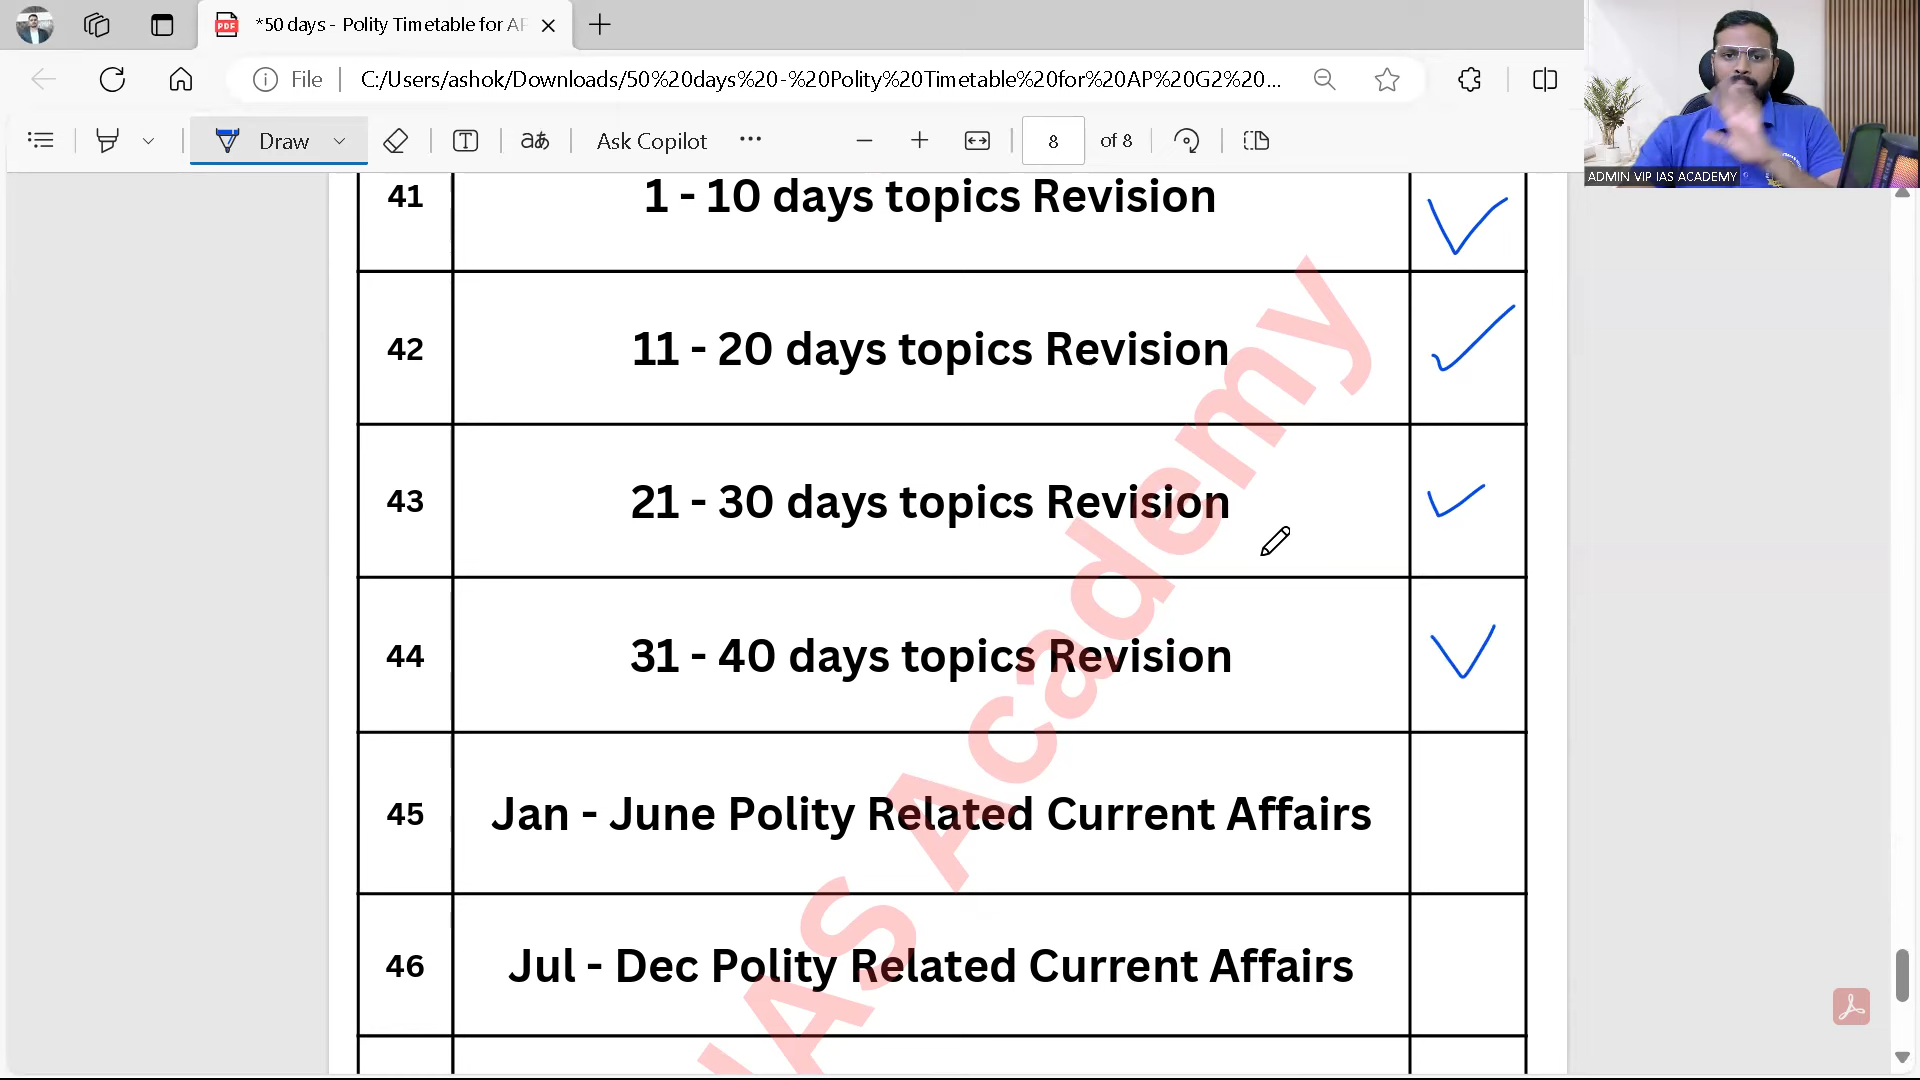 *50 days - Polity Timetable for AP
File
C:/Users/ashok/Downloads/50%20days%20-%20Polity%20Timetable%20for%20AP%20G2%20...
Draw
aあ
Ask Copilot
8 of 8
ADMIN VIP IAS ACADEMY
41 1 - 10 days topics Revision
42 11 - 20 days topics Revision
43 21 - 30 days topics Revision
44 31 - 40 days topics Revision
45 Jan - June Polity Related Current Affairs
46 Jul - Dec Polity Related Current Affairs
IAS Academy